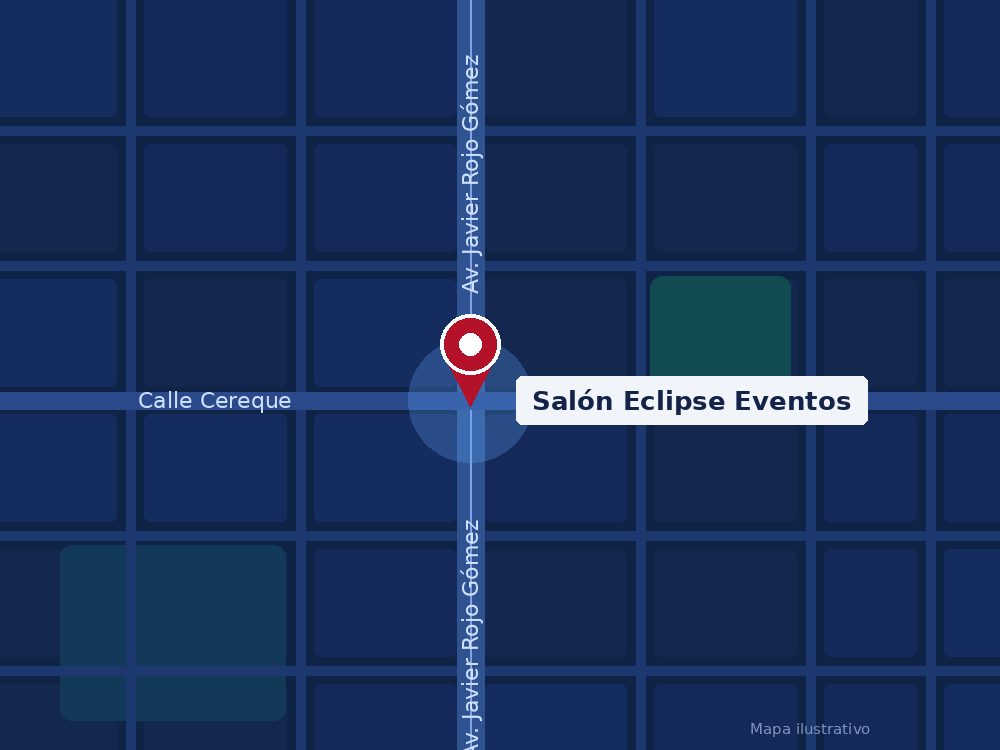 Av. Javier Rojo Gómez
Calle Cereque
Salón Eclipse Eventos
Av. Javier Rojo Gómez
Mapa ilustrativo